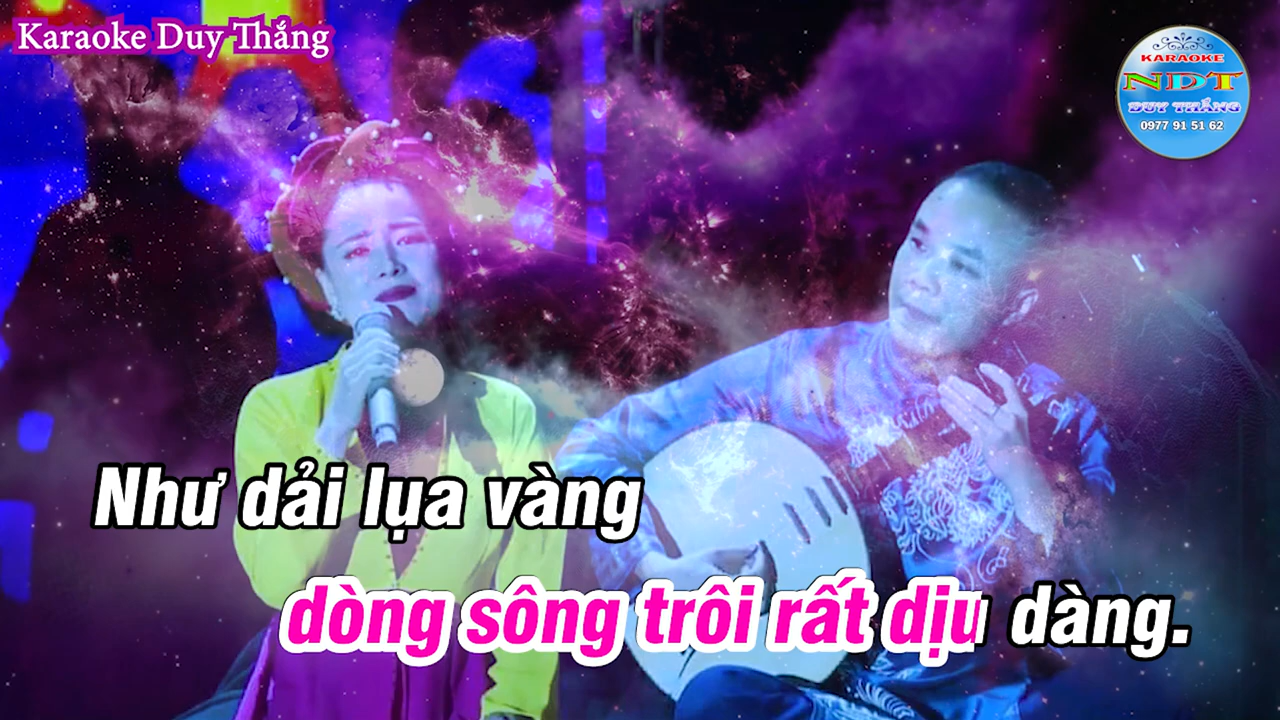 Karaoke Duy Thắng
KARAOKE
NDT
DUY THẮNG
0977 91 51 62
Như dải lụa vàng
dòng sông trôi rất dịu dàng.